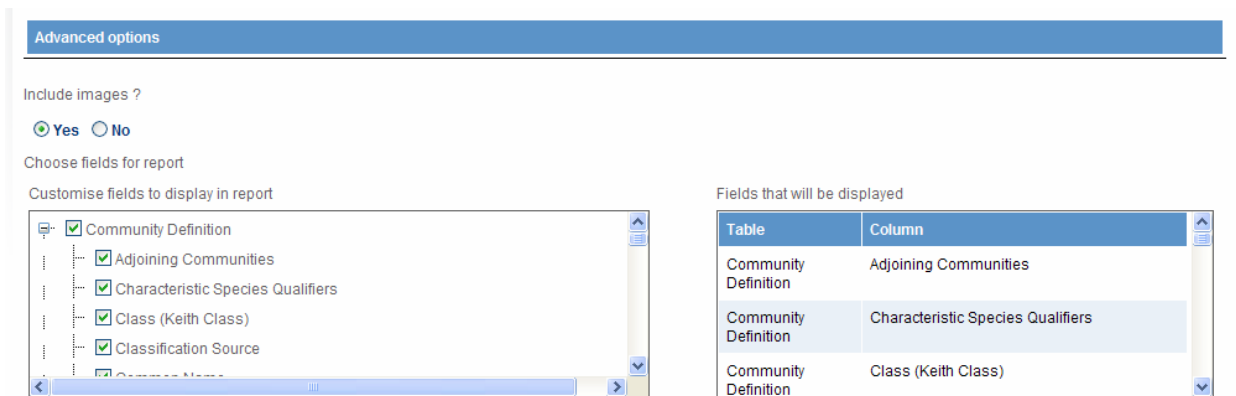 Advanced options
Include images ?
Yes No
Choose fields for report
Customise fields to display in report
Community Definition
Adjoining Communities
Characteristic Species Qualifiers
Class (Keith Class)
Classification Source
Common Name
Fields that will be displayed
Table Column
Community Adjoining Communities
Definition
Community Characteristic Species Qualifiers
Definition
Community Class (Keith Class)
Definition